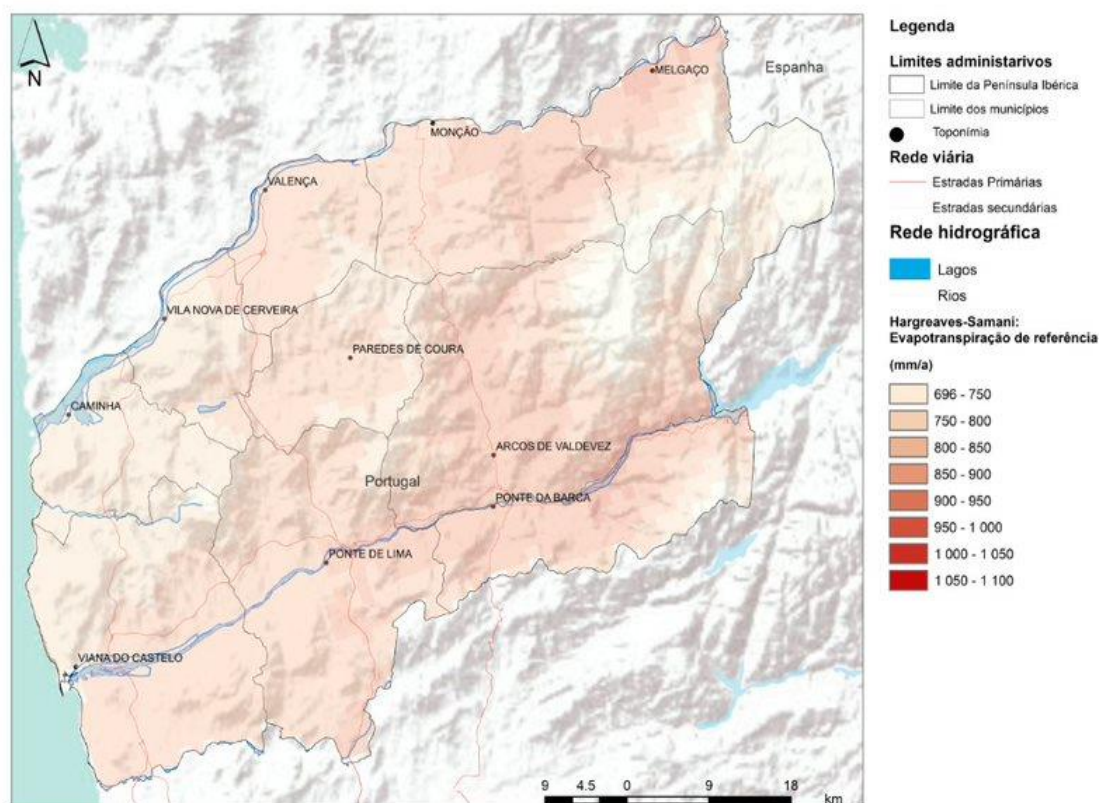 N
MELGAÇO
Espanha
MONÇÃO
VALENÇA
VILA NOVA DE CERVEIRA
PAREDES DE COURA
CAMINHA
ARCOS DE VALDEVEZ
Portugal
PONTE DA BARCA
PONTE DE LIMA
VIANA DO CASTELO
9 4.5 0 9 18
km
Legenda
Limites administarivos
Limite da Península Ibérica
Limite dos municípios
Toponímia
Rede viária
Estradas Primárias
Estradas secundárias
Rede hidrográfica
Lagos
Rios
Hargreaves-Samani:
Evapotranspiração de referência
(mm/a)
696 - 750
750 - 800
800 - 850
850 - 900
900 - 950
950 - 1 000
1 000 - 1 050
1 050 - 1 100